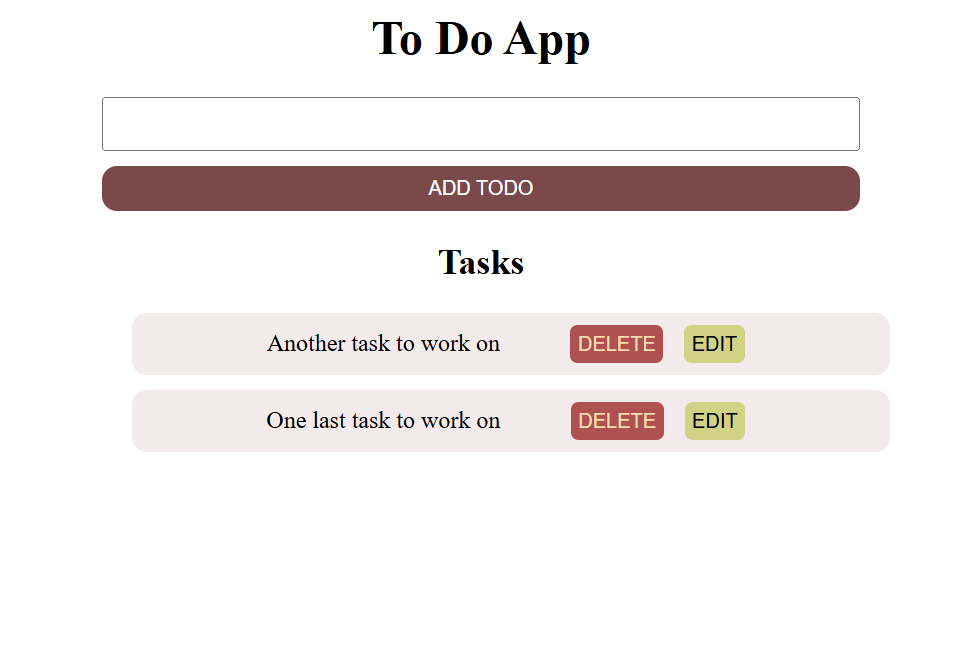 To Do App
ADD TODO
Tasks
Another task to work on DELETE EDIT
One last task to work on DELETE EDIT